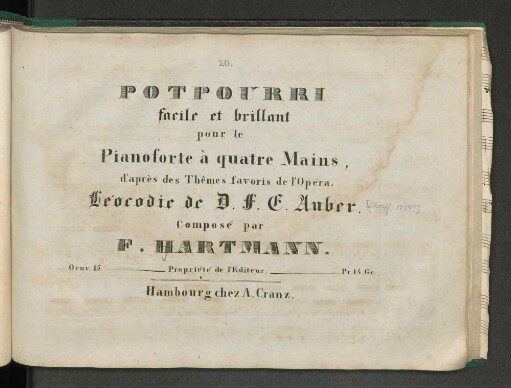 20.
POTPOURRI
facile et brillant
pour le
Pianoforte à quatre Mains,
d'après des Thêmes favoris de l'Opéra.
Léocodie de D. F. E. Auber.
Composé par
F. HARTMANN.
Oeuv. 15 Propriété de l'Editeur Pr 14 Gr
Hambourg chez A. Cranz.